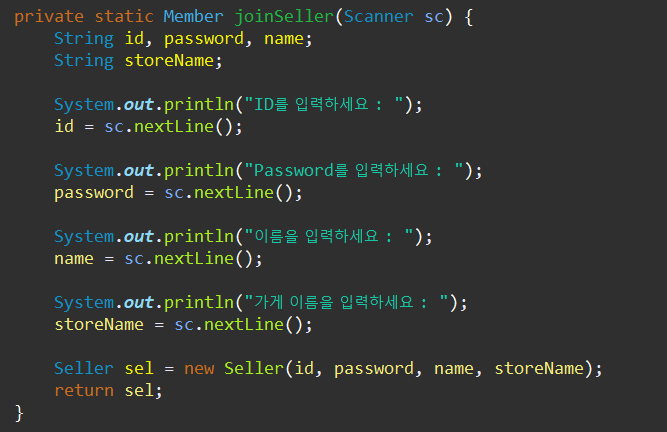 private static Member joinSeller(Scanner sc) {
String id, password, name;
String storeName;
System.out.println("ID를 입력하세요 : ");
id = sc.nextLine();
System.out.println("Password를 입력하세요 : ");
password = sc.nextLine();
System.out.println("이름을 입력하세요 : ");
name = sc.nextLine();
System.out.println("가게 이름을 입력하세요 : ");
storeName = sc.nextLine();
Seller sel = new Seller(id, password, name, storeName);
return sel;
}